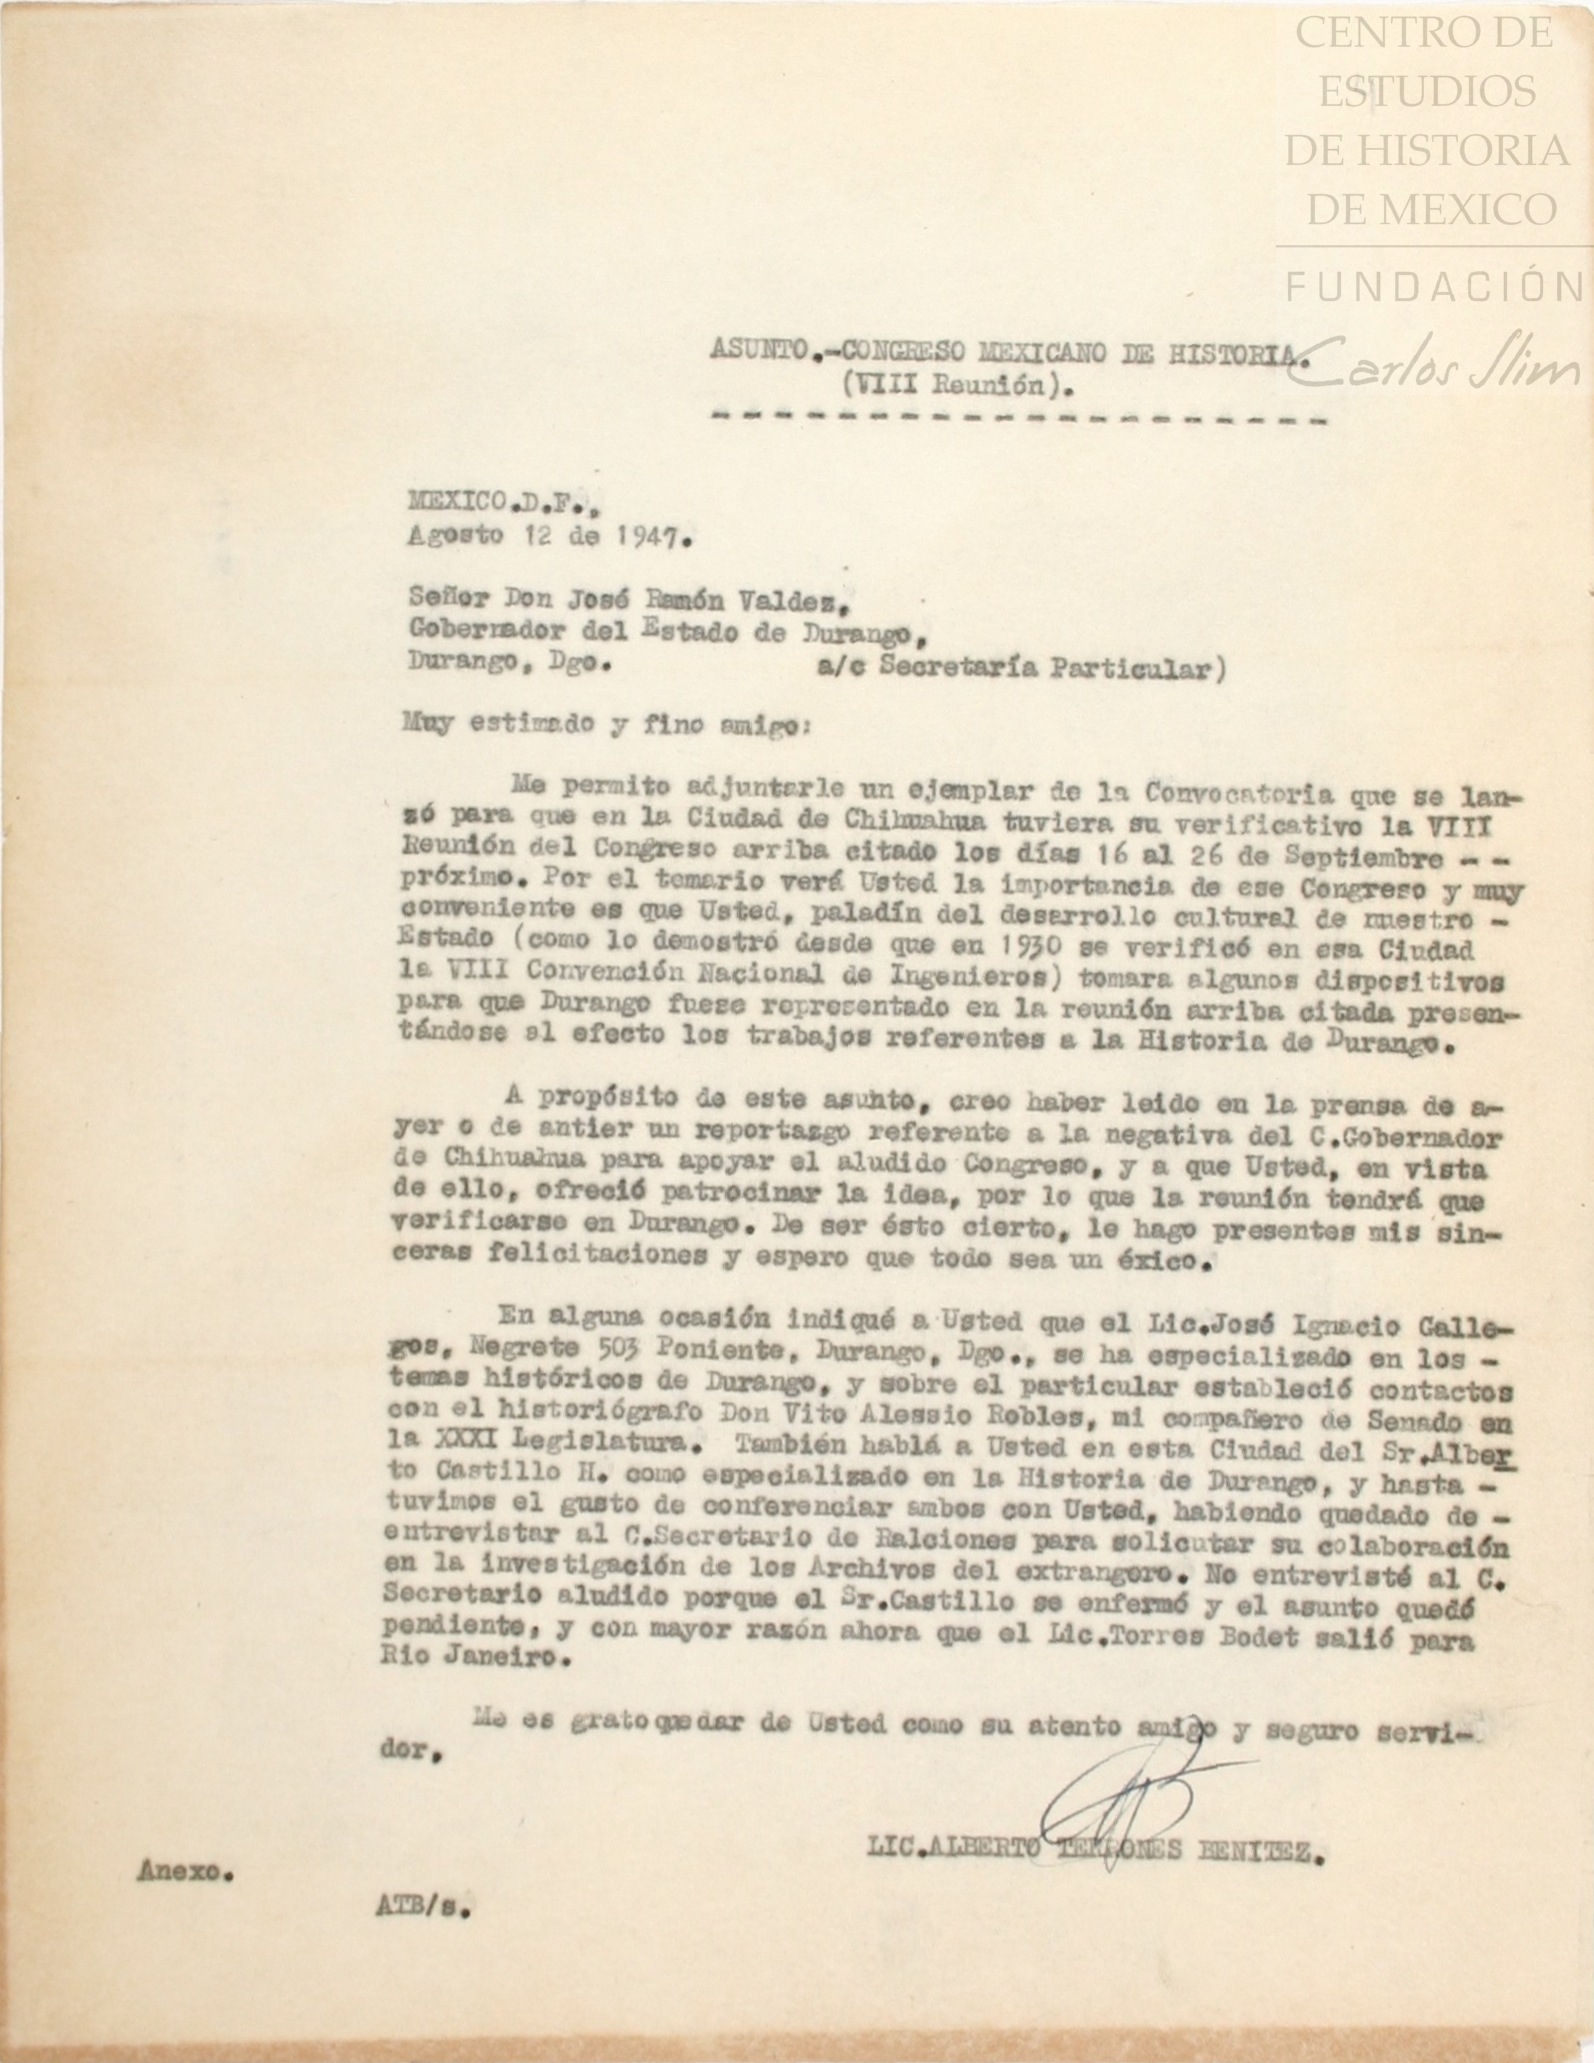 CENTRO DE
ESTUDIOS
DE HISTORIA
DE MEXICO
FUNDACIÓN
Carlos Slim
ASUNTO.-CONGRESO MEXICANO DE HISTORIA.
(VIII Reunión).
- - - - - - - - - - - - - - - - - - - -
MEXICO.D.F.,
Agosto 12 de 1947.
Señor Don José Ramón Valdez,
Gobernador del Estado de Durango,
Durango, Dgo. a/c Secretaría Particular)
Muy estimado y fino amigo:
Me permito adjuntarle un ejemplar de la Convocatoria que se lan-
zó para que en la Ciudad de Chihuahua tuviera su verificativo la VIII
Reunión del Congreso arriba citado los días 16 al 26 de Septiembre - -
próximo. Por el temario verá Usted la importancia de ese Congreso y muy
conveniente es que Usted, paladín del desarrollo cultural de nuestro -
Estado (como lo demostró desde que en 1930 se verificó en esa Ciudad
la VIII Convención Nacional de Ingenieros) tomara algunos dispositivos
para que Durango fuese representado en la reunión arriba citada presen-
tándose al efecto los trabajos referentes a la Historia de Durango.
A propósito de este asunto, creo haber leido en la prensa de a-
yer o de antier un reportazgo referente a la negativa del C.Gobernador
de Chihuahua para apoyar el aludido Congreso, y a que Usted, en vista
de ello, ofreció patrocinar la idea, por lo que la reunión tendrá que
verificarse en Durango. De ser ésto cierto, le hago presentes mis sin-
ceras felicitaciones y espero que todo sea un éxico.
En alguna ocasión indiqué a Usted que el Lic.José Ignacio Galle-
gos, Negrete 503 Poniente, Durango, Dgo., se ha especializado en los -
temas históricos de Durango, y sobre el particular estableció contactos
con el historiógrafo Don Vito Alessio Robles, mi compañero de Senado en
la XXXI Legislatura. También hablá a Usted en esta Ciudad del Sr.Alber
to Castillo H. como especializado en la Historia de Durango, y hasta -
tuvimos el gusto de conferenciar ambos con Usted, habiendo quedado de -
entrevistar al C.Secretario de Ralciones para solicutar su colaboración
en la investigación de los Archivos del extrangero. No entrevisté al C.
Secretario aludido porque el Sr.Castillo se enfermó y el asunto quedó
pendiente, y con mayor razón ahora que el Lic.Torres Bodet salió para
Rio Janeiro.
Me es grato quedar de Usted como su atento amigo y seguro servi-
dor,
LIC.ALBERTO TERRONES BENITEZ.
Anexo.
ATB/s.